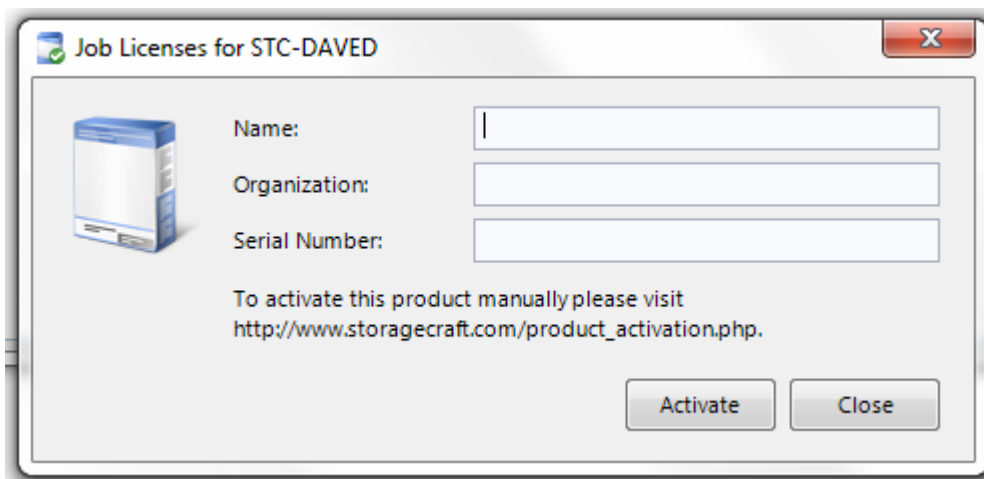 Job Licenses for STC-DAVED
Name:
Organization:
Serial Number:
To activate this product manually please visit
http://www.storagecraft.com/product_activation.php.
Activate Close